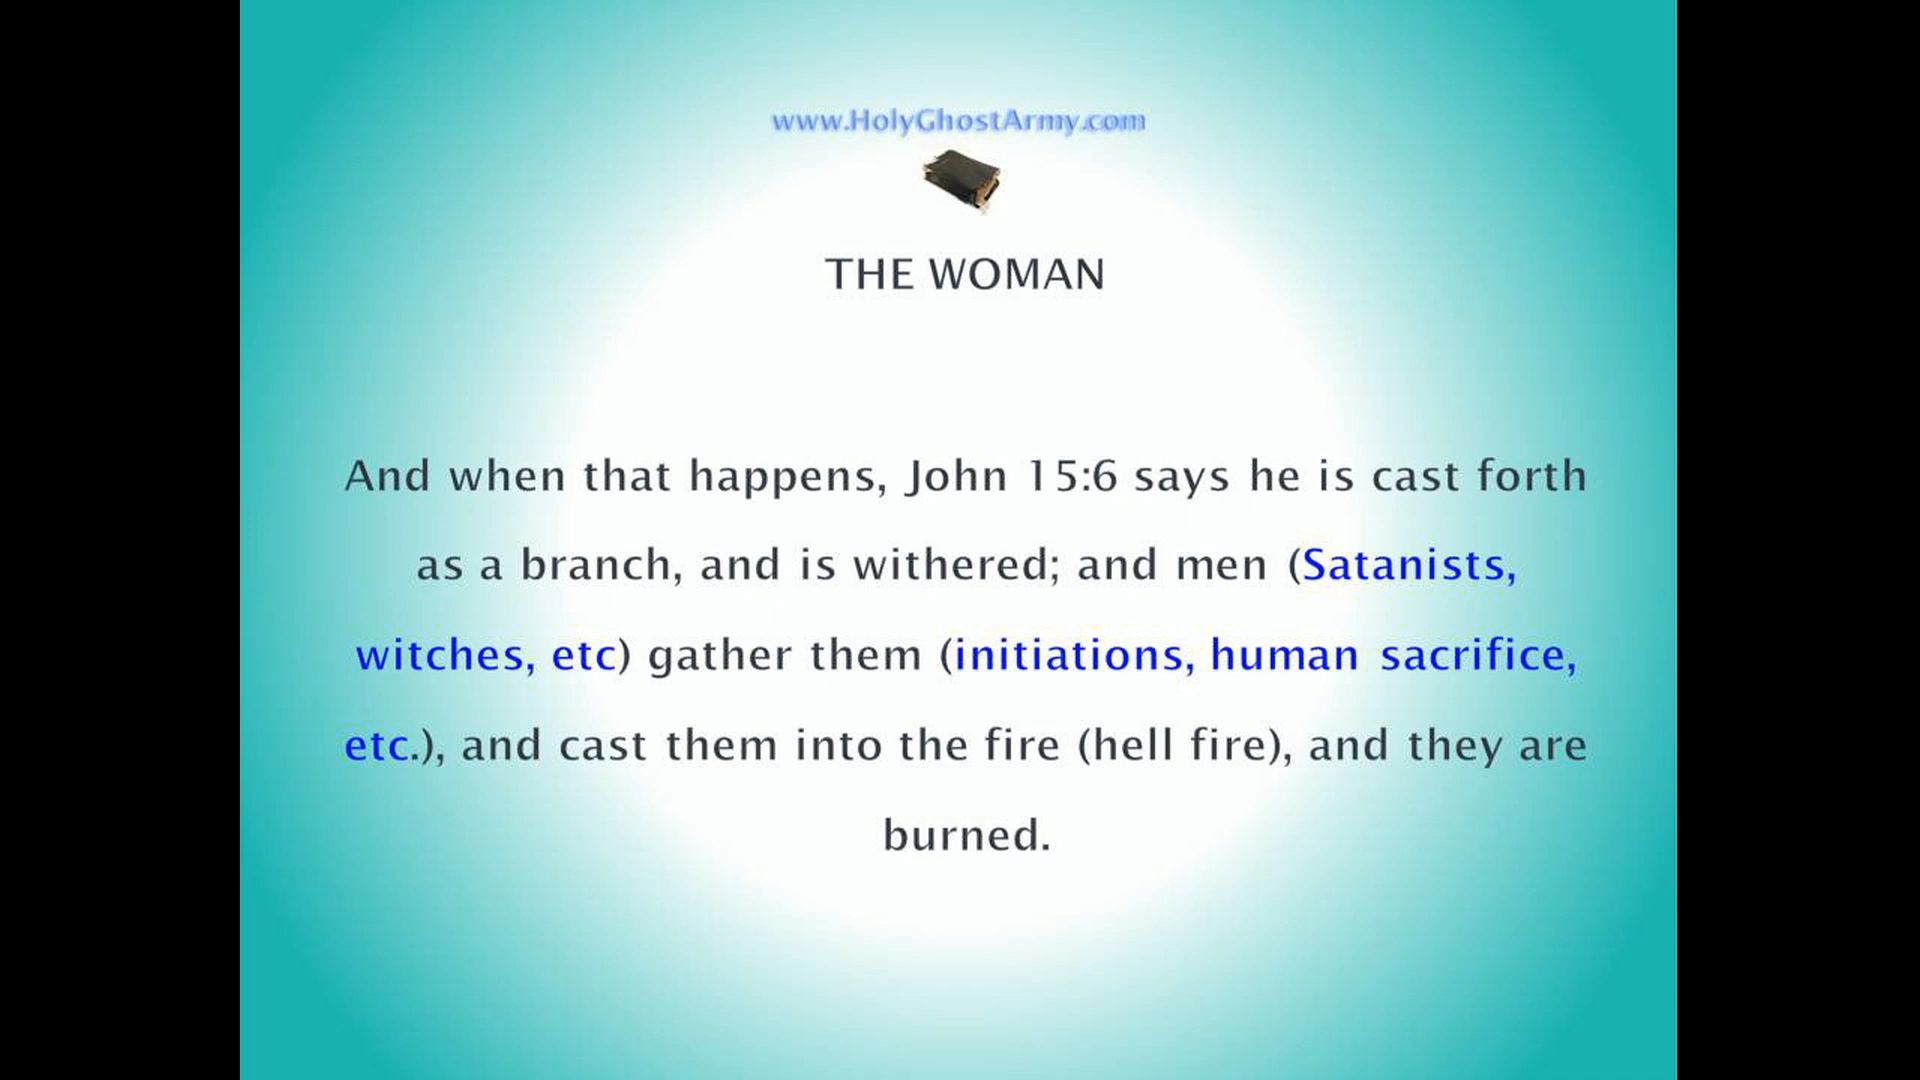 www.HolyGhostArmy.com
THE WOMAN
And when that happens, John 15:6 says he is cast forth
as a branch, and is withered; and men (Satanists,
witches, etc) gather them (initiations, human sacrifice,
etc.), and cast them into the fire (hell fire), and they are
burned.